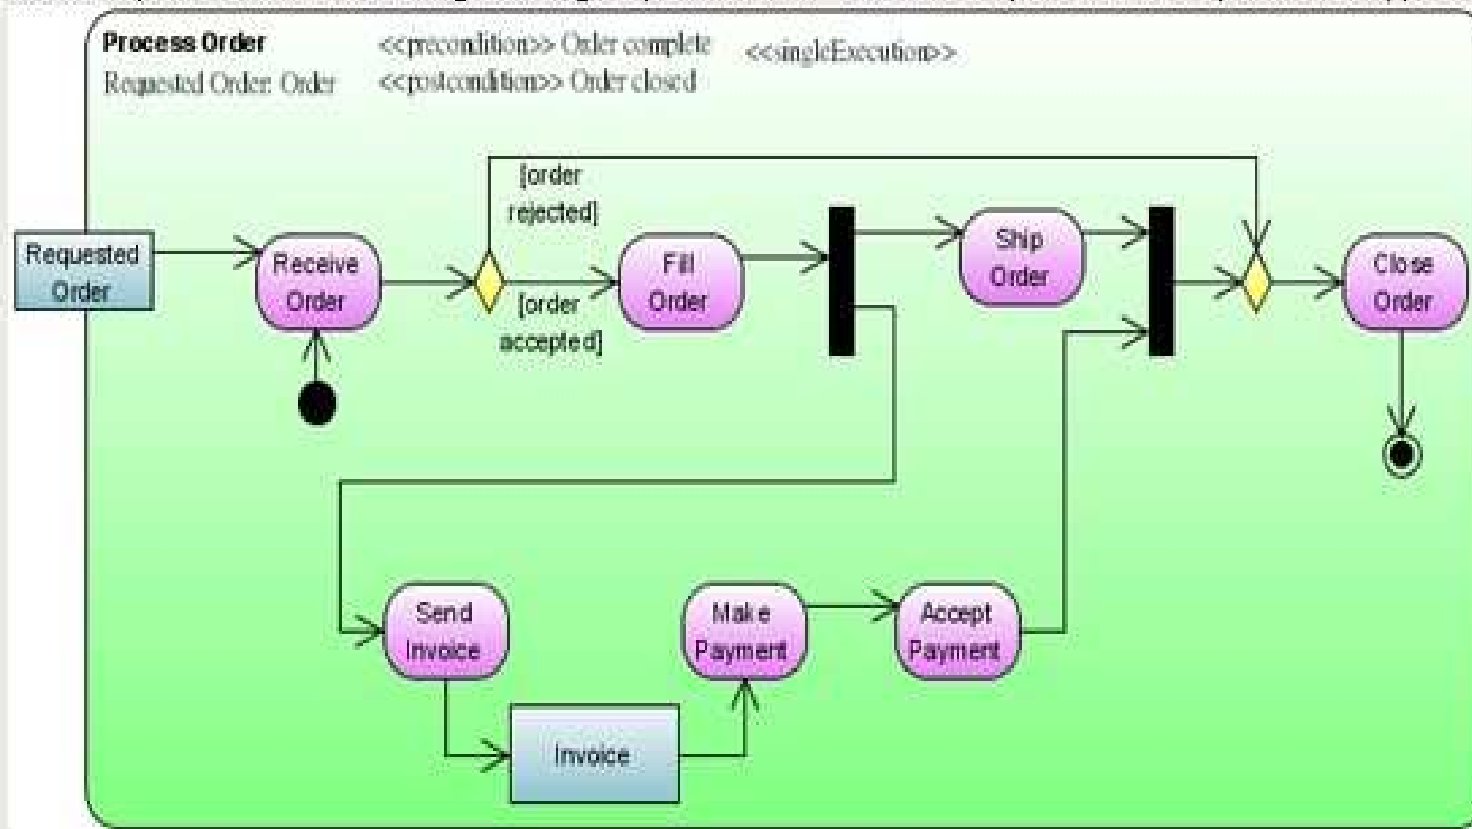 Process Order
<<precondition>> Order complete
<<singleExecution>>
Requested Order: Order
<<postcondition>> Order closed
[order
rejected]
Requested
Order
Receive
Order
Fill
Order
Ship
Order
Close
Order
[order
accepted]
Send
Invoice
Make
Payment
Accept
Payment
Invoice